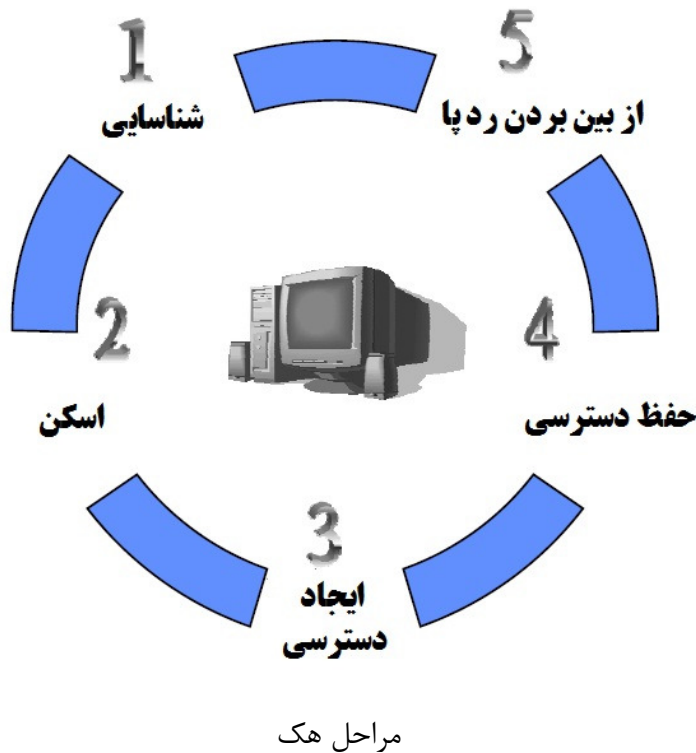 1
شناسایی
2
اسکن
3
ایجاد
دسترسی
4
حفظ دسترسی
5
از بین بردن رد پا
مراحل هک